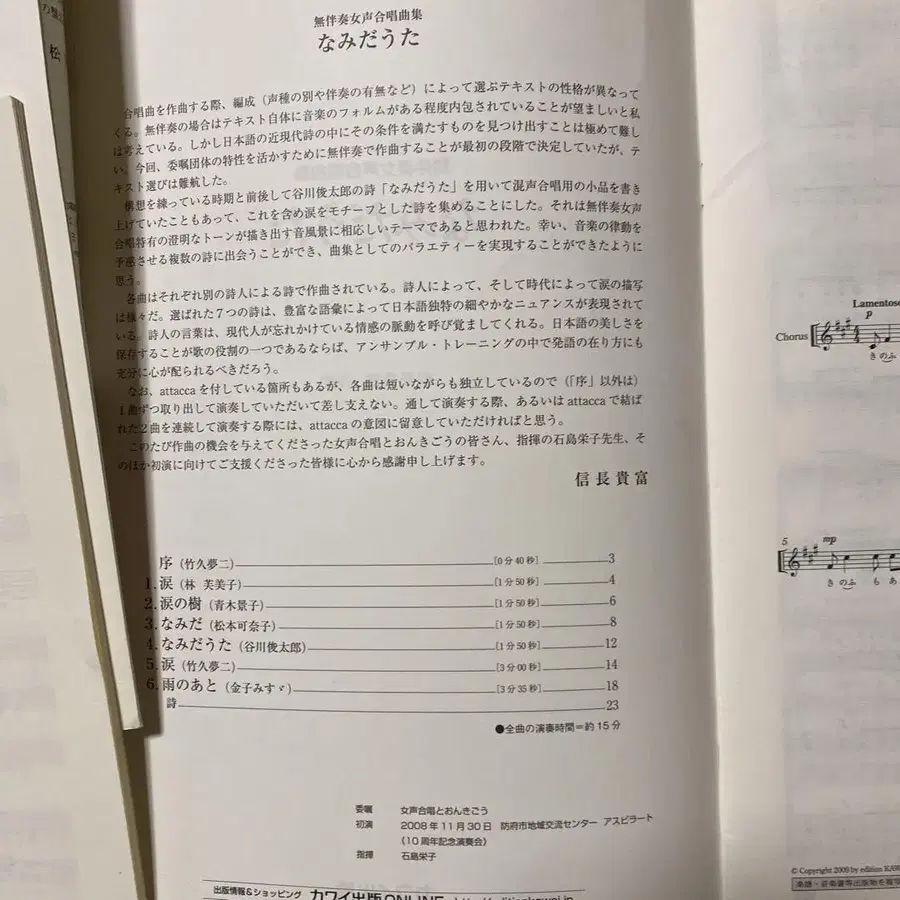 松
無伴奏女声合唱曲集
なみだうた
合唱曲を作曲する際、編成（声種の別や伴奏の有無など）によって選ぶテキストの性格が異なって
くる。無伴奏の場合はテキスト自体に音楽のフォルムがある程度内包されていることが望ましいと私
は考えている。しかし日本語の近現代詩の中にその条件を満たすものを見つけ出すことは極めて難し
い。今回、委嘱団体の特性を活かすために無伴奏で作曲することが最初の段階で決定していたが、テ
キスト選びは難航した。
構想を練っている時期と前後して谷川俊太郎の詩「なみだうた」を用いて混声合唱用の小品を書き
上げていたこともあって、これを含め涙をモチーフとした詩を集めることにした。それは無伴奏女声
合唱特有の澄明なトーンが描き出す音風景に相応しいテーマであると思われた。幸い、音楽の律動を
予感させる複数の詩に出会うことができ、曲集としてのバラエティーを実現することができたように
思う。
各曲はそれぞれ別の詩人による詩で作曲されている。詩人によって、そして時代によって涙の描写
は様々だ。選ばれた７つの詩は、豊富な語彙によって日本語独特の細やかなニュアンスが表現されて
いる。詩人の言葉は、現代人が忘れかけている情感の脈動を呼び覚ましてくれる。日本語の美しさを
保存することが歌の役割の一つであるならば、アンサンブル・トレーニングの中で発語の在り方にも
充分に心が配られるべきだろう。
なお、attaccaを付している箇所もあるが、各曲は短いながらも独立しているので（「序」以外は）
１曲ずつ取り出して演奏していただいて差し支えない。通して演奏する際、あるいはattaccaで結ば
れた２曲を連続して演奏する際には、attaccaの意図に留意していただければと思う。
このたび作曲の機会を与えてくださった女声合唱とおんきごうの皆さん、指揮の石島栄子先生、そ
のほか初演に向けてご支援くださった皆様に心から感謝申し上げます。
信長貴富
序（竹久夢二）[0分40秒] 3
1.涙（林 芙美子）[1分50秒] 4
2.涙の樹（青木景子）[1分50秒] 6
3.なみだ（松本可奈子）[1分50秒] 8
4.なみだうた（谷川俊太郎）[1分50秒] 12
5.涙（竹久夢二）[3分00秒] 14
6.雨のあと（金子みすゞ）[3分35秒] 18
詩 23
●全曲の演奏時間＝約15分
委嘱 女声合唱とおんきごう
初演 2008年11月30日 防府市地域交流センター アスピラート
（10周年記念演奏会）
指揮 石島栄子
出版情報&ショッピング カワイ出版ONLINE
Lamentoso
p
Chorus
きのふ
5
mp
きのふ も あ
© Copyright 2009 by edition KAW